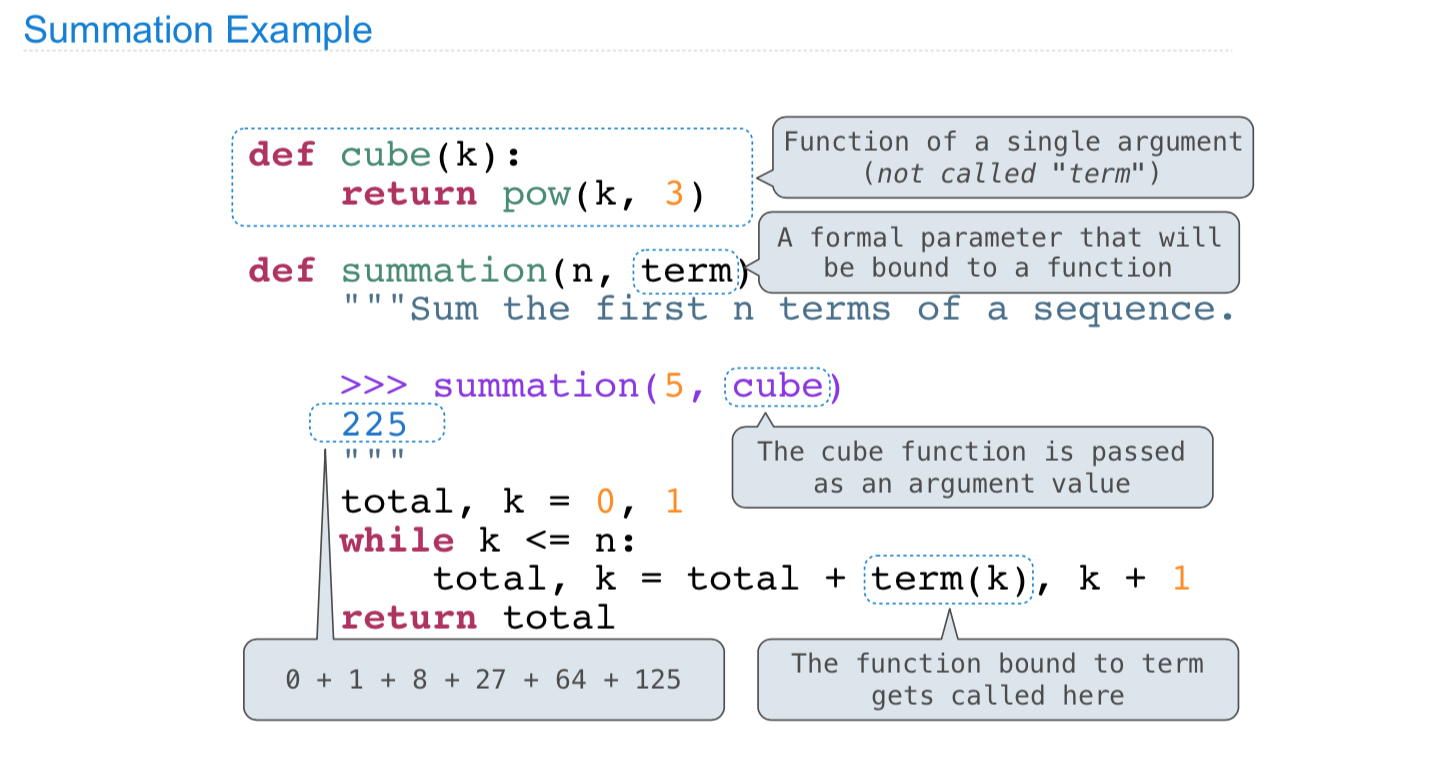 Summation Example
def cube(k):
    return pow(k, 3)
Function of a single argument
(not called "term")
def summation(n, term)
A formal parameter that will
be bound to a function
    """Sum the first n terms of a sequence.
    >>> summation(5, cube)
    225
    """
The cube function is passed
as an argument value
    total, k = 0, 1
    while k <= n:
        total, k = total + term(k), k + 1
    return total
0 + 1 + 8 + 27 + 64 + 125
The function bound to term
gets called here